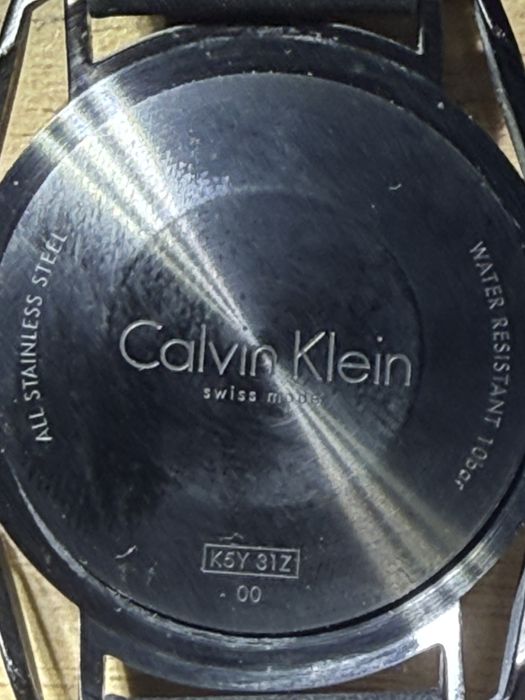 ALL STAINLESS STEEL
WATER RESISTANT 10bar
Calvin Klein
swiss made
K5Y 31Z
00